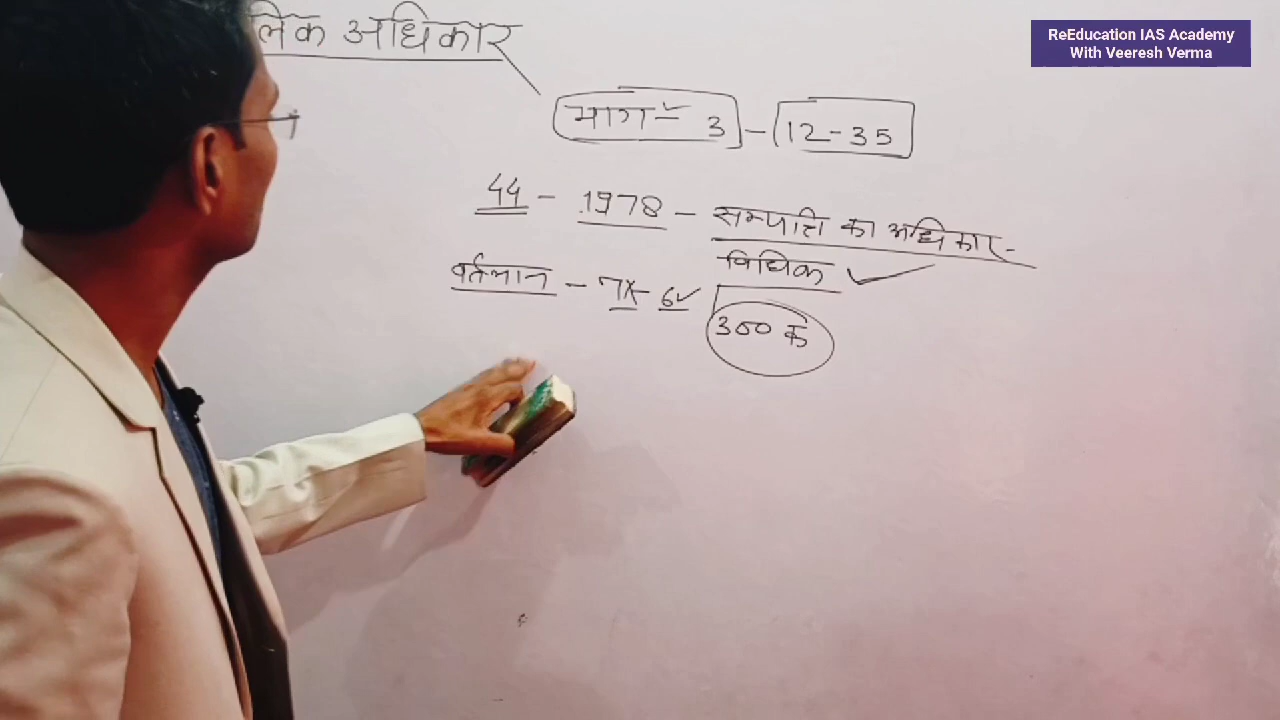 ReEducation IAS Academy
With Veeresh Verma
लिक अधिकार
भाग - 3 - 12-35
44 - 1978 - सम्पत्ति का अधिकार -
विधिक
वर्तमान - 7x - 6
300 क